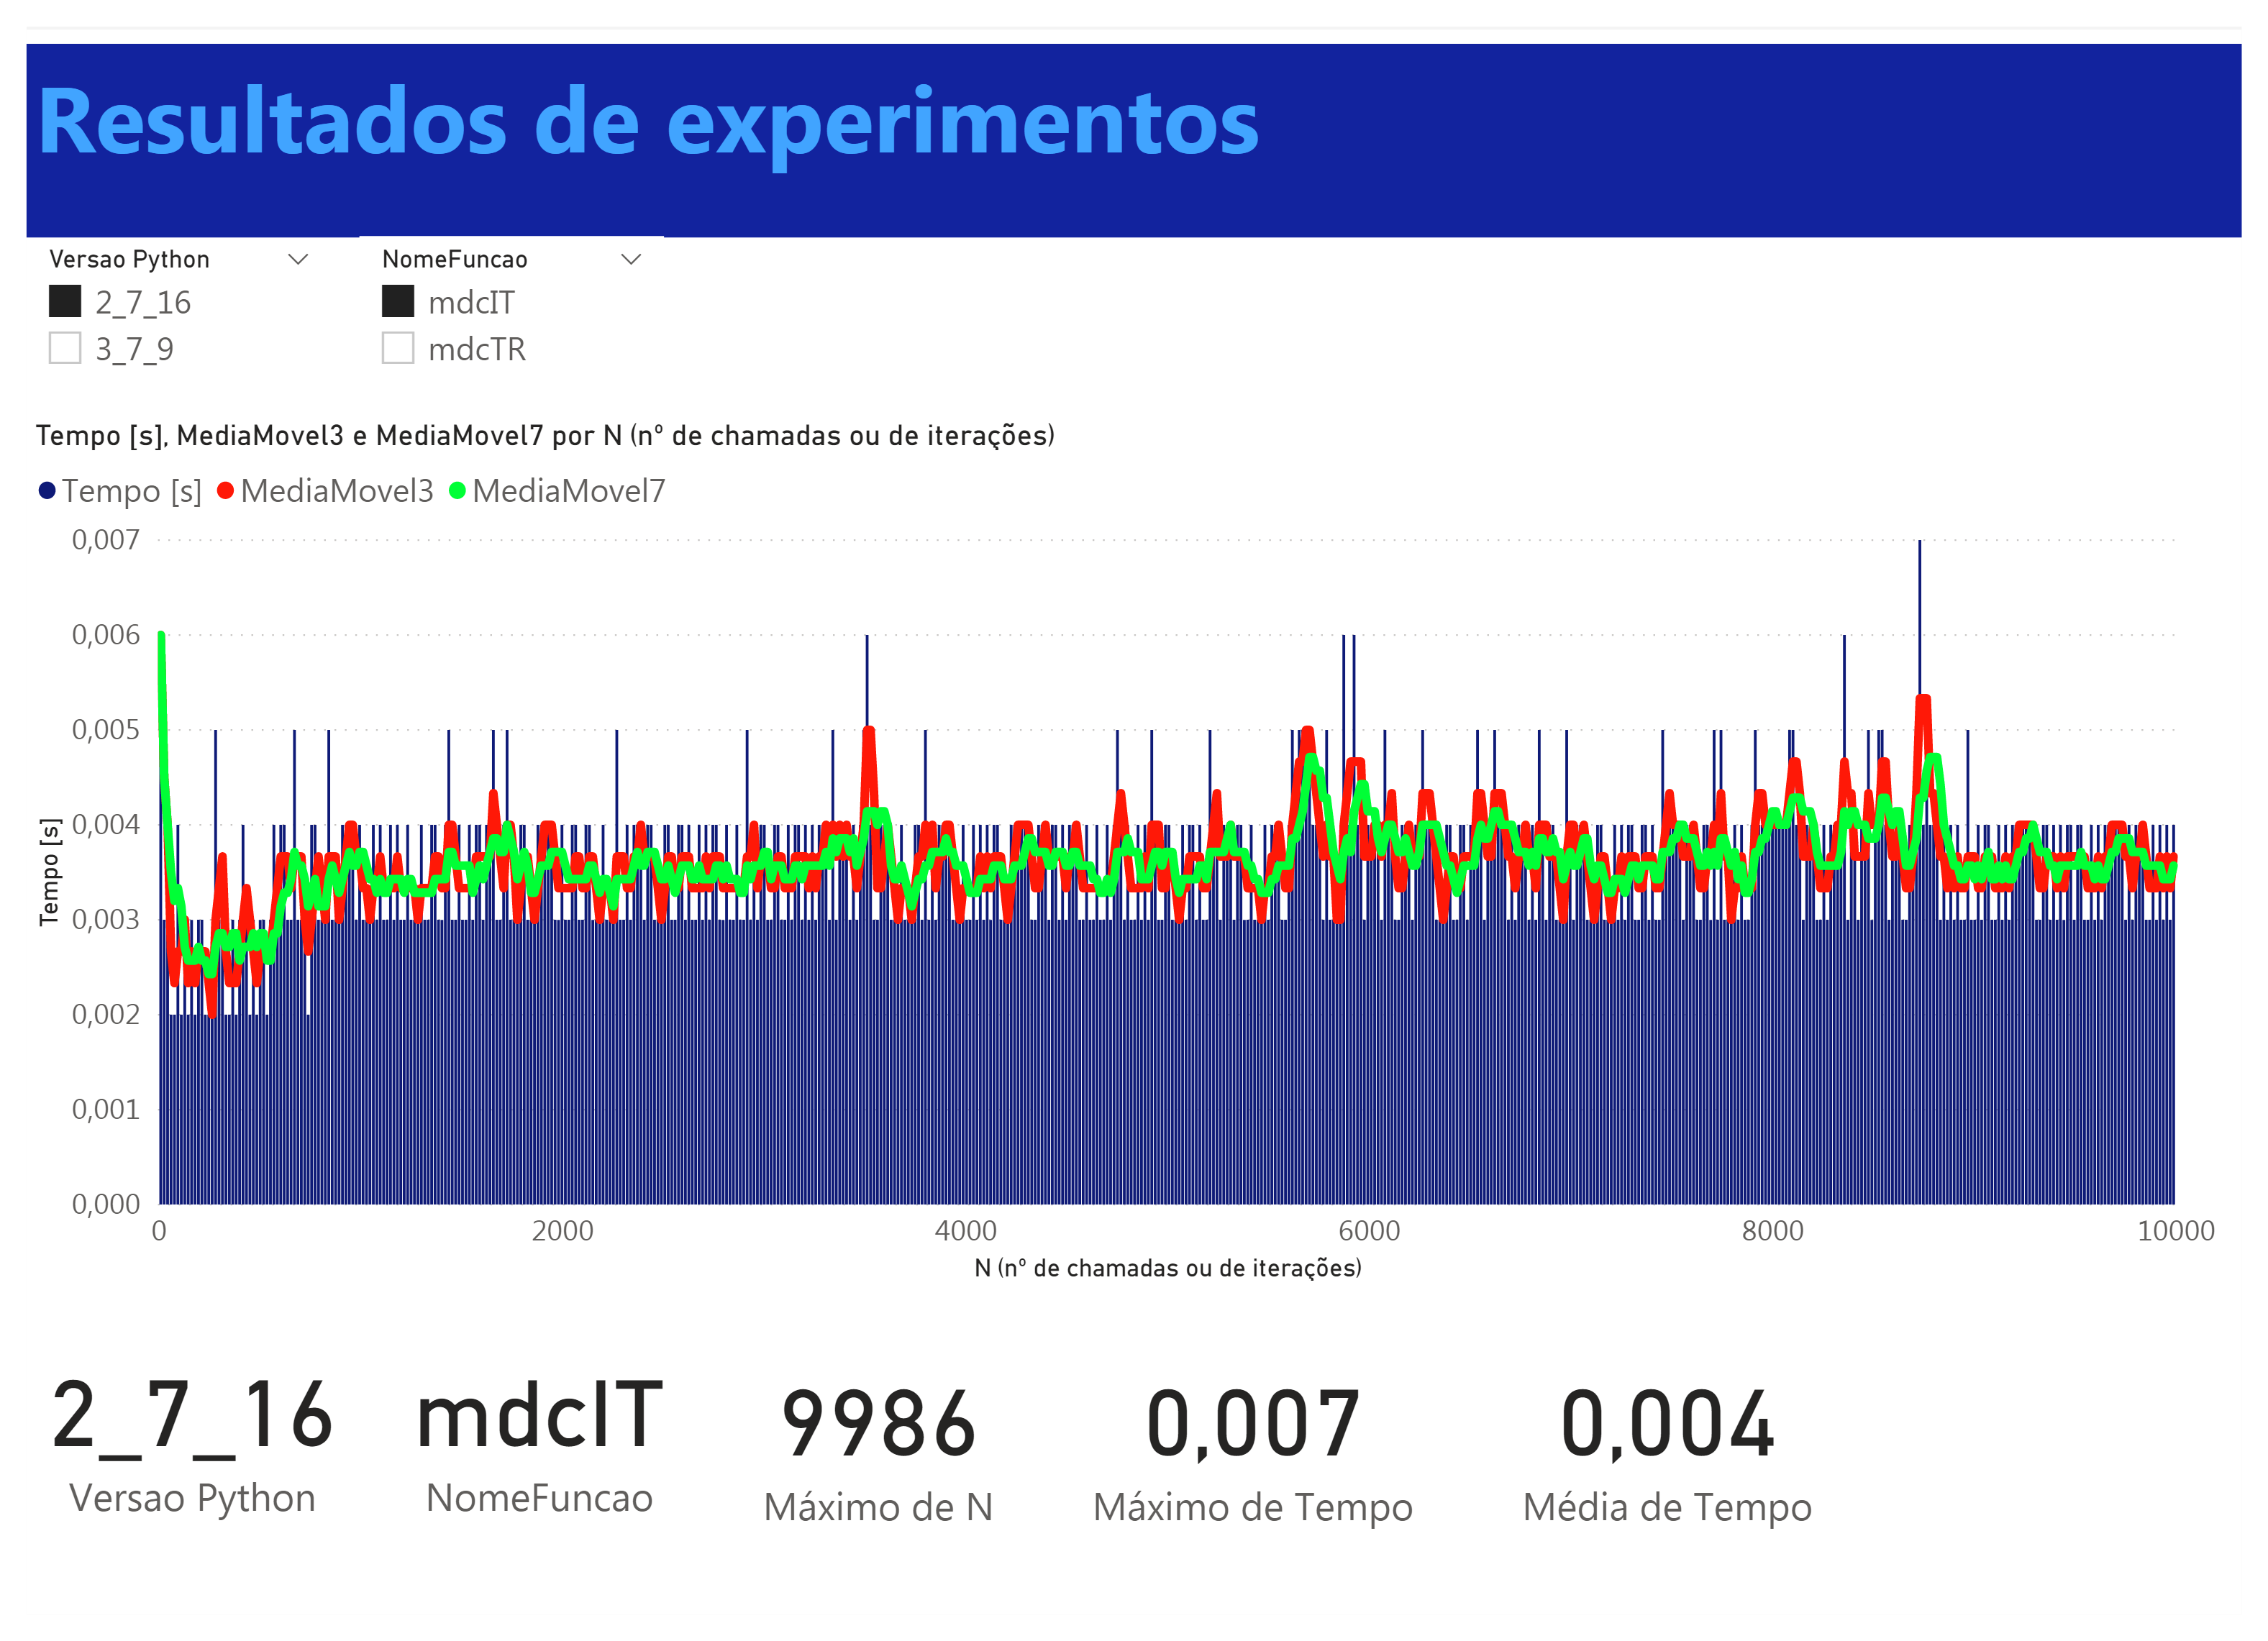 Resultados de experimentos
Versao Python
2_7_16
3_7_9
NomeFuncao
mdcIT
mdcTR
Tempo [s], MediaMovel3 e MediaMovel7 por N (nº de chamadas ou de iterações)
Tempo [s] MediaMovel3 MediaMovel7
0,007
0,006
0,005
0,004
0,003
0,002
0,001
0,000
Tempo [s]
0 2000 4000 6000 8000 10000
N (nº de chamadas ou de iterações)
2_7_16
Versao Python
mdcIT
NomeFuncao
9986
Máximo de N
0,007
Máximo de Tempo
0,004
Média de Tempo